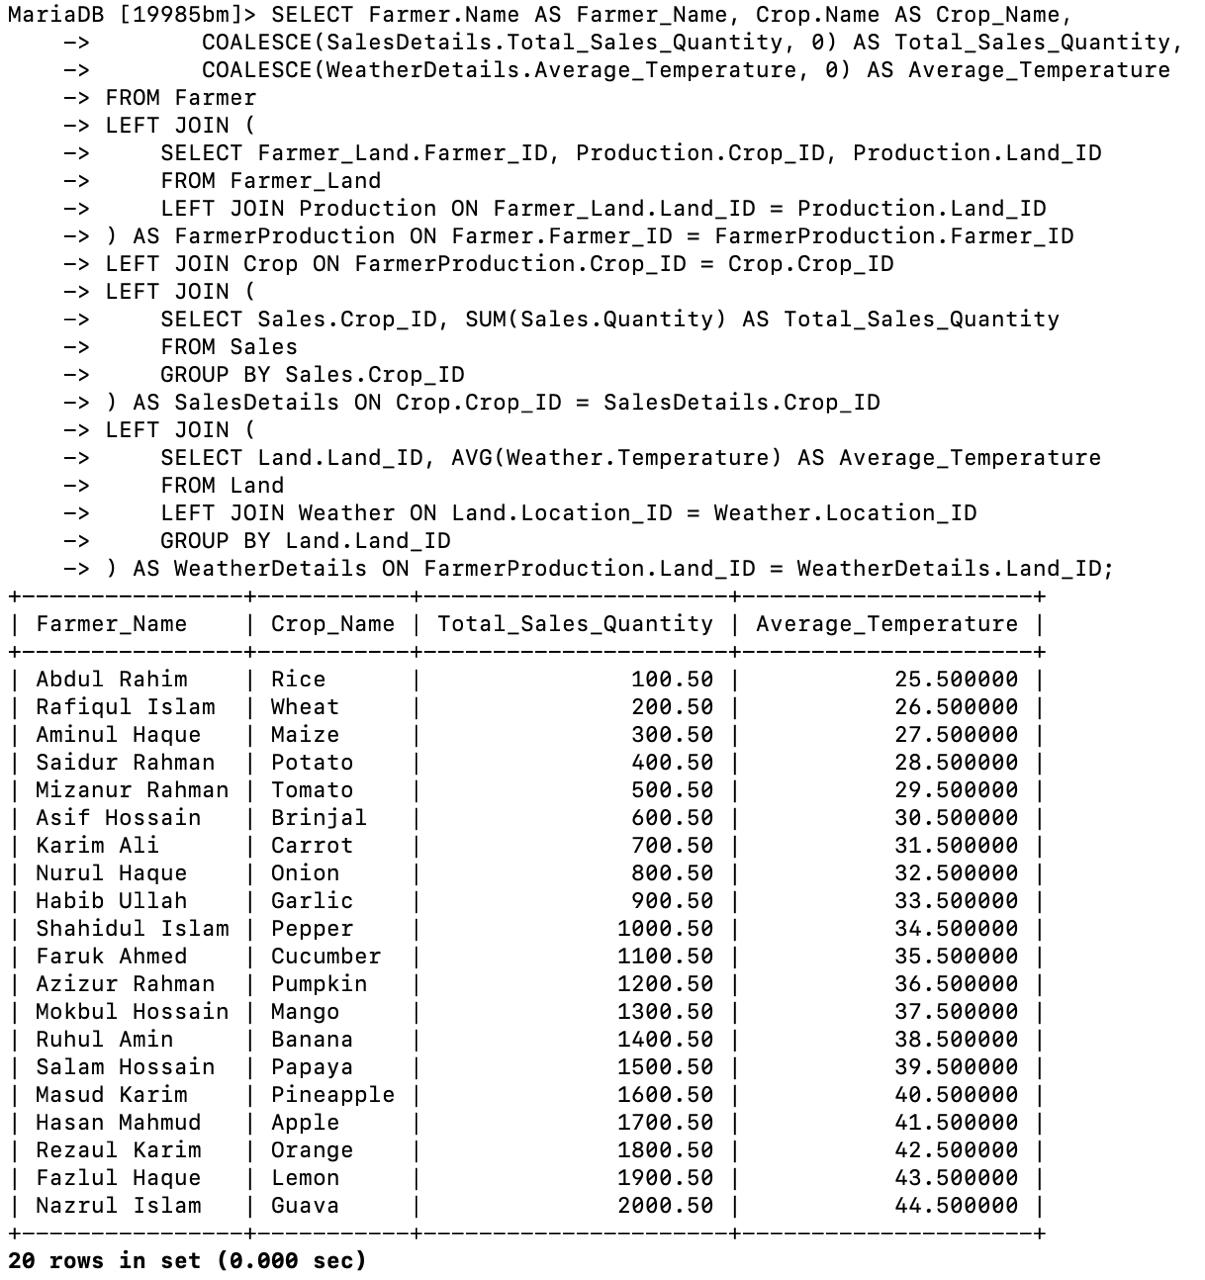 MariaDB [19985bm]> SELECT Farmer.Name AS Farmer_Name, Crop.Name AS Crop_Name,
    ->        COALESCE(SalesDetails.Total_Sales_Quantity, 0) AS Total_Sales_Quantity,
    ->        COALESCE(WeatherDetails.Average_Temperature, 0) AS Average_Temperature
    -> FROM Farmer
    -> LEFT JOIN (
    ->     SELECT Farmer_Land.Farmer_ID, Production.Crop_ID, Production.Land_ID
    ->     FROM Farmer_Land
    ->     LEFT JOIN Production ON Farmer_Land.Land_ID = Production.Land_ID
    -> ) AS FarmerProduction ON Farmer.Farmer_ID = FarmerProduction.Farmer_ID
    -> LEFT JOIN Crop ON FarmerProduction.Crop_ID = Crop.Crop_ID
    -> LEFT JOIN (
    ->     SELECT Sales.Crop_ID, SUM(Sales.Quantity) AS Total_Sales_Quantity
    ->     FROM Sales
    ->     GROUP BY Sales.Crop_ID
    -> ) AS SalesDetails ON Crop.Crop_ID = SalesDetails.Crop_ID
    -> LEFT JOIN (
    ->     SELECT Land.Land_ID, AVG(Weather.Temperature) AS Average_Temperature
    ->     FROM Land
    ->     LEFT JOIN Weather ON Land.Location_ID = Weather.Location_ID
    ->     GROUP BY Land.Land_ID
    -> ) AS WeatherDetails ON FarmerProduction.Land_ID = WeatherDetails.Land_ID;
+----------------+-----------+----------------------+---------------------+
| Farmer_Name    | Crop_Name | Total_Sales_Quantity | Average_Temperature |
+----------------+-----------+----------------------+---------------------+
| Abdul Rahim    | Rice      |               100.50 |           25.500000 |
| Rafiqul Islam  | Wheat     |               200.50 |           26.500000 |
| Aminul Haque   | Maize     |               300.50 |           27.500000 |
| Saidur Rahman  | Potato    |               400.50 |           28.500000 |
| Mizanur Rahman | Tomato    |               500.50 |           29.500000 |
| Asif Hossain   | Brinjal   |               600.50 |           30.500000 |
| Karim Ali      | Carrot    |               700.50 |           31.500000 |
| Nurul Haque    | Onion     |               800.50 |           32.500000 |
| Habib Ullah    | Garlic    |               900.50 |           33.500000 |
| Shahidul Islam | Pepper    |              1000.50 |           34.500000 |
| Faruk Ahmed    | Cucumber  |              1100.50 |           35.500000 |
| Azizur Rahman  | Pumpkin   |              1200.50 |           36.500000 |
| Mokbul Hossain | Mango     |              1300.50 |           37.500000 |
| Ruhul Amin     | Banana    |              1400.50 |           38.500000 |
| Salam Hossain  | Papaya    |              1500.50 |           39.500000 |
| Masud Karim    | Pineapple |              1600.50 |           40.500000 |
| Hasan Mahmud   | Apple     |              1700.50 |           41.500000 |
| Rezaul Karim   | Orange    |              1800.50 |           42.500000 |
| Fazlul Haque   | Lemon     |              1900.50 |           43.500000 |
| Nazrul Islam   | Guava     |              2000.50 |           44.500000 |
+----------------+-----------+----------------------+---------------------+
20 rows in set (0.000 sec)